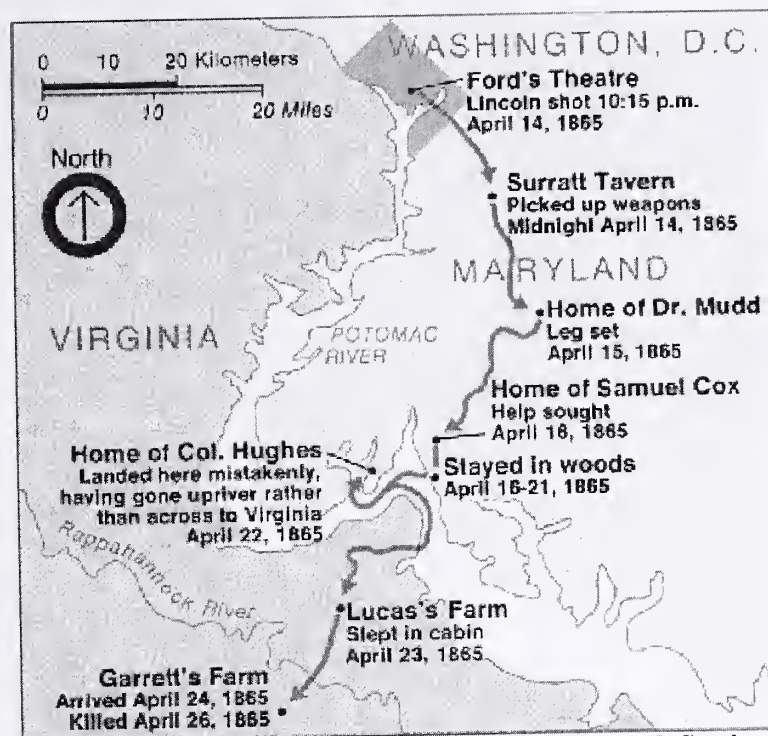 WASHINGTON, D.C.
0 10 20 Kilometers
0 10 20 Miles
North
Ford's Theatre
Lincoln shot 10:15 p.m.
April 14, 1865
Surratt Tavern
Picked up weapons
Midnight April 14, 1865
MARYLAND
VIRGINIA
POTOMAC
RIVER
Home of Dr. Mudd
Leg set
April 15, 1865
Home of Samuel Cox
Help sought
April 16, 1865
Home of Col. Hughes
Landed here mistakenly,
having gone upriver rather
than across to Virginia
April 22, 1865
Stayed in woods
April 16-21, 1865
Rappahannock River
Lucas's Farm
Slept in cabin
April 23, 1865
Garrett's Farm
Arrived April 24, 1865
Killed April 26, 1865